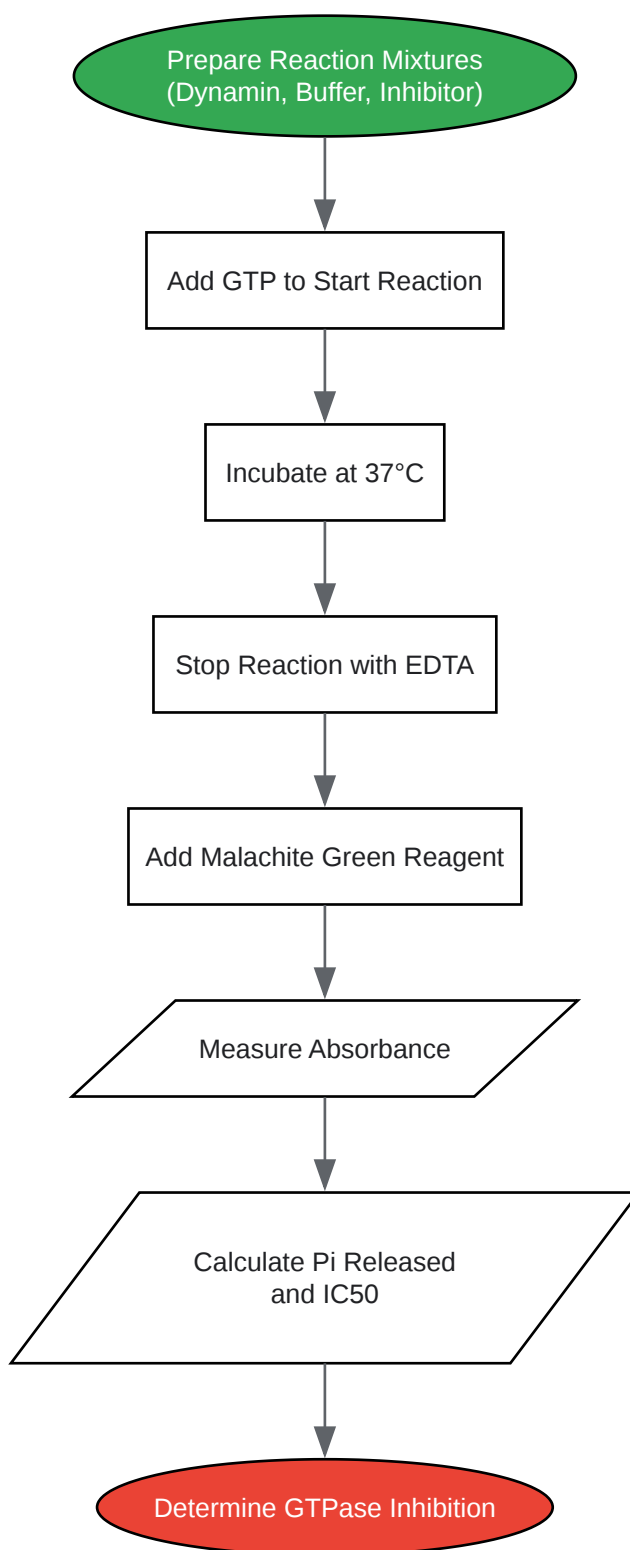 Prepare Reaction Mixtures
(Dynamin, Buffer, Inhibitor)
Add GTP to Start Reaction
Incubate at 37°C
Stop Reaction with EDTA
Add Malachite Green Reagent
Measure Absorbance
Calculate Pi Released
and IC50
Determine GTPase Inhibition